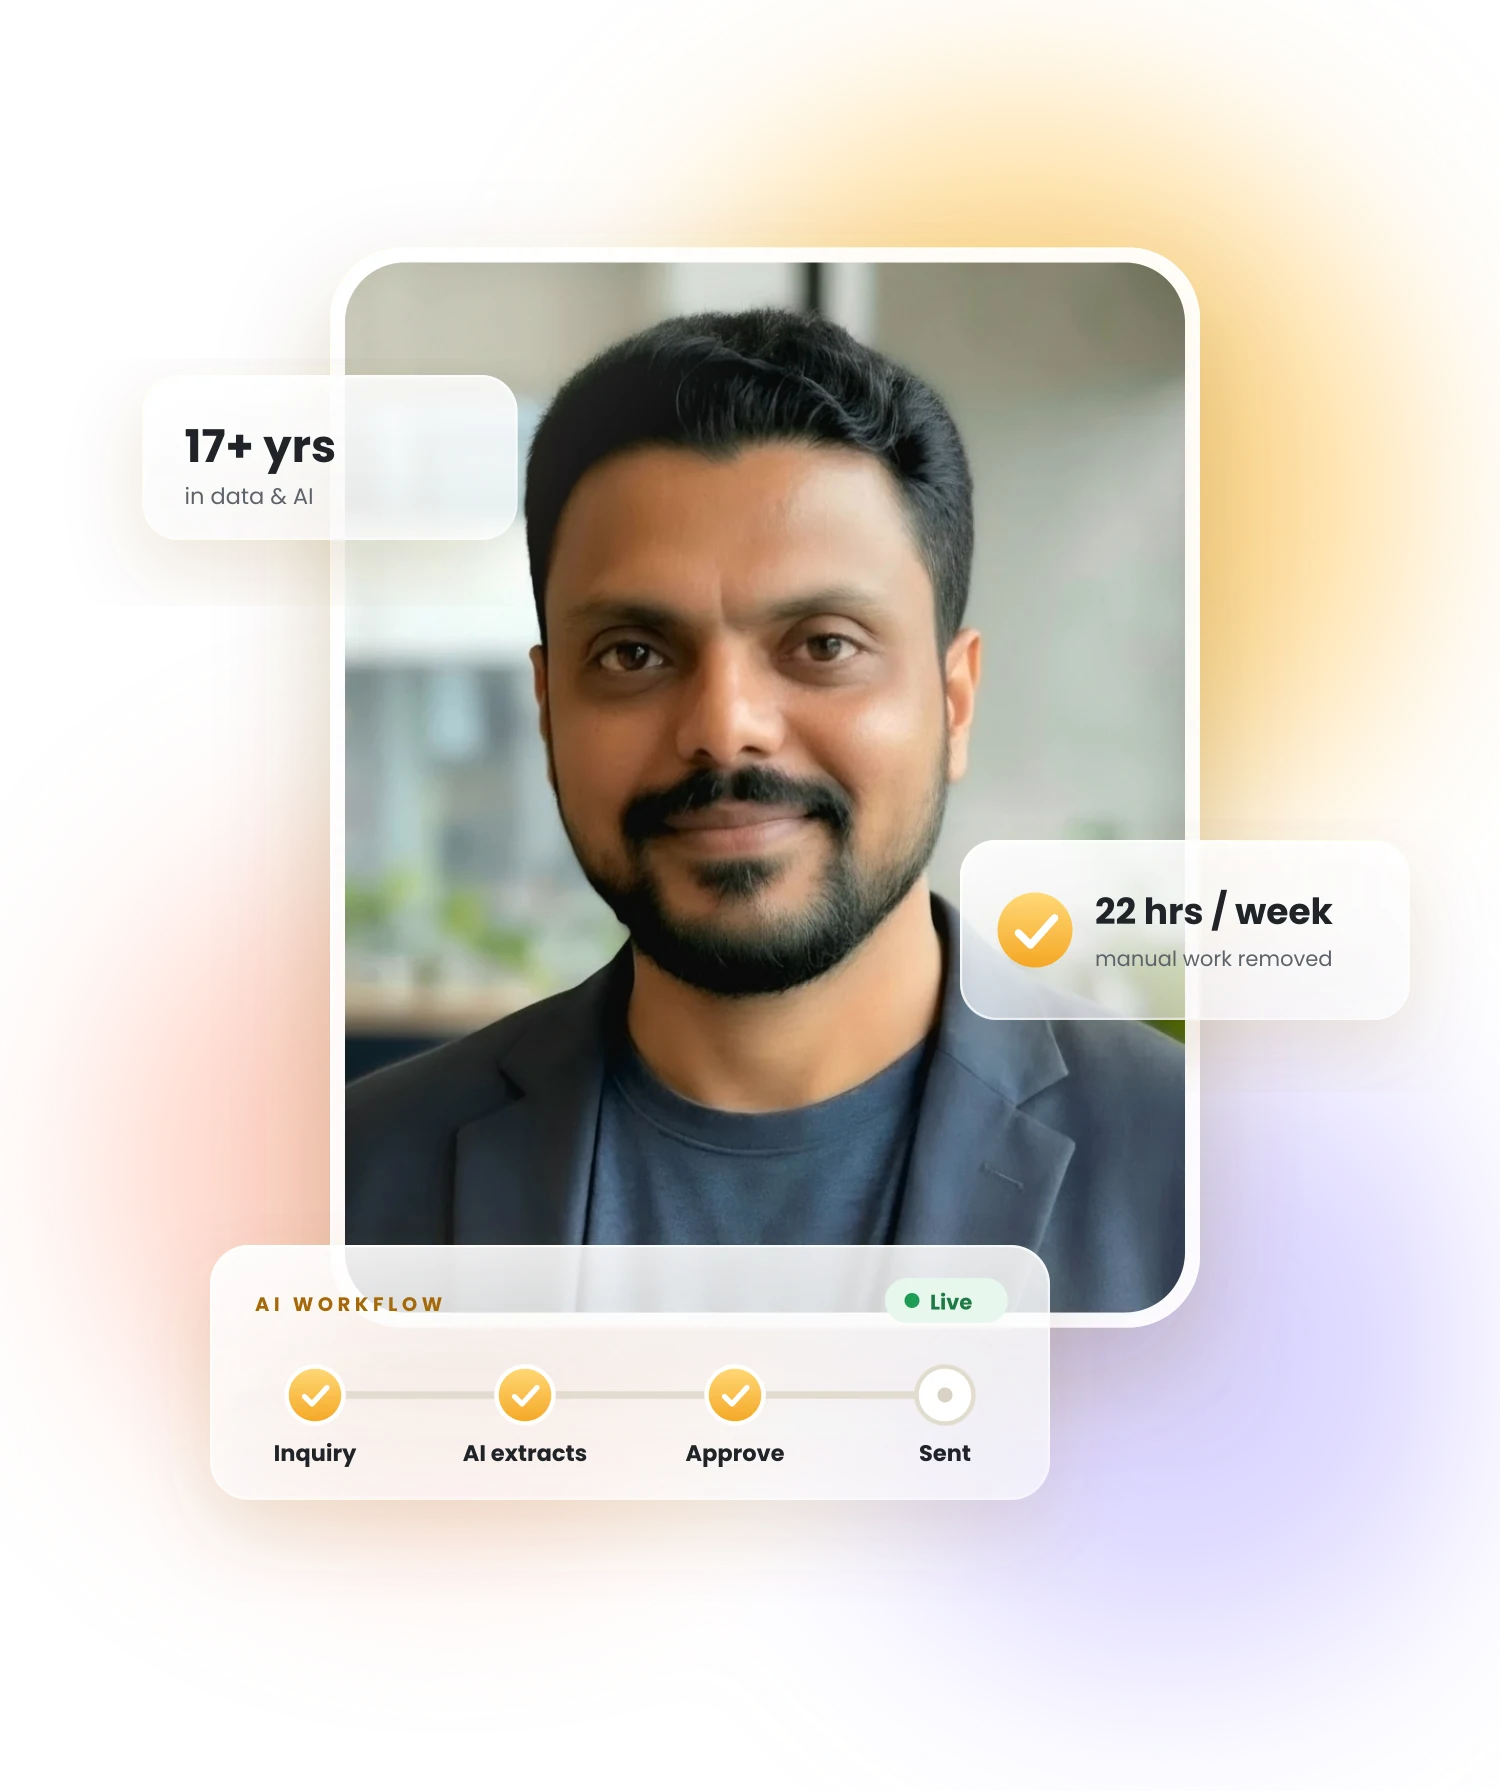 17+ yrs
in data & AI
22 hrs / week
manual work removed
AI WORKFLOW
Live
Inquiry
AI extracts
Approve
Sent